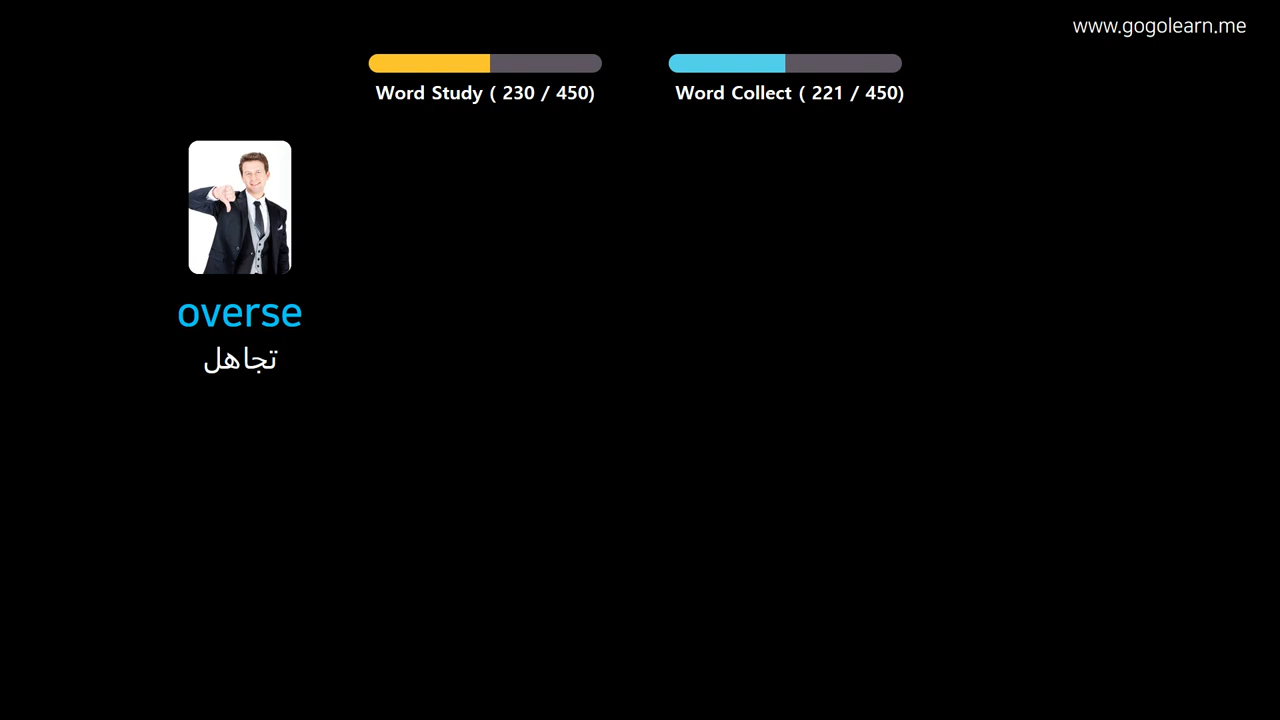 www.gogolearn.me
Word Study ( 230 / 450)
Word Collect ( 221 / 450)
overse
تجاهل